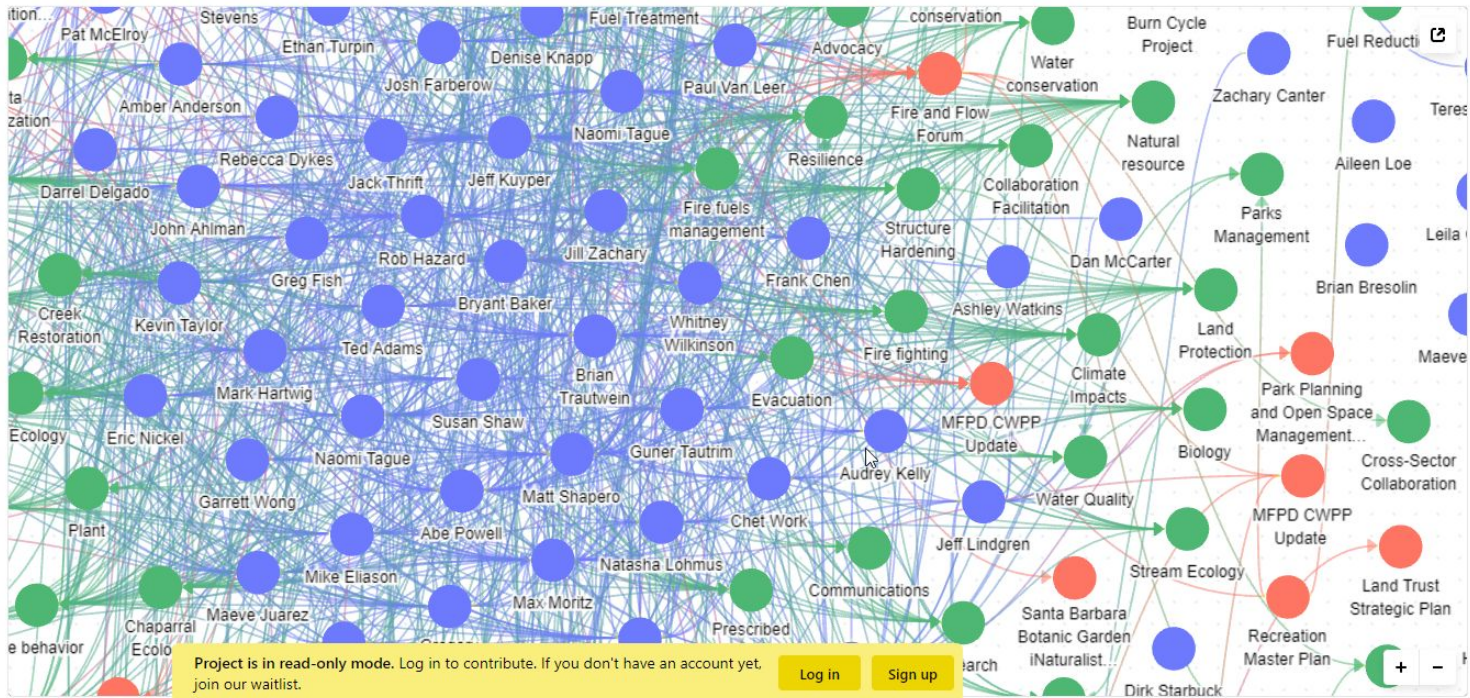 ition...
Pat McElroy
Stevens
Ethan Turpin
Josh Farberow
Denise Knapp
Fuel Treatment
Paul Van Leer
Advocacy
conservation
Water
conservation
Burn Cycle
Project
Fuel Reducti
Zachary Canter
ta
zation
Amber Anderson
Rebecca Dykes
Naomi Tague
Fire and Flow
Forum
Resilience
Natural
resource
Aileen Loe
Teres
Darrel Delgado
Jack Thrift
Jeff Kuyper
Collaboration
Facilitation
Fire fuels
management
Structure
Hardening
Parks
Management
John Ahlman
Greg Fish
Rob Hazard
Jill Zachary
Frank Chen
Dan McCarter
Leila
Brian Bresolin
Creek
Restoration
Kevin Taylor
Bryant Baker
Ashley Watkins
Whitney
Wilkinson
Land
Protection
Ted Adams
Fire fighting
Maeve
Mark Hartwig
Brian
Trautwein
Evacuation
Climate
Impacts
Park Planning
and Open Space
Management...
Ecology
Eric Nickel
Susan Shaw
MFPD CWPP
Update
Biology
Naomi Tague
Guner Tautrim
Audrey Kelly
Cross-Sector
Collaboration
Garrett Wong
Matt Shapero
Water Quality
Plant
Abe Powell
Chet Work
MFPD CWPP
Update
Jeff Lindgren
Mike Eliason
Natasha Lohmus
Stream Ecology
Maeve Juarez
Max Moritz
Communications
Land Trust
Strategic Plan
Chaparral
Ecolo
Prescribed
Santa Barbara
Botanic Garden
iNaturalist...
Recreation
Master Plan
e behavior
earch
Dirk Starbuck
Project is in read-only mode. Log in to contribute. If you don't have an account yet,
join our waitlist.
Log in
Sign up
+
−